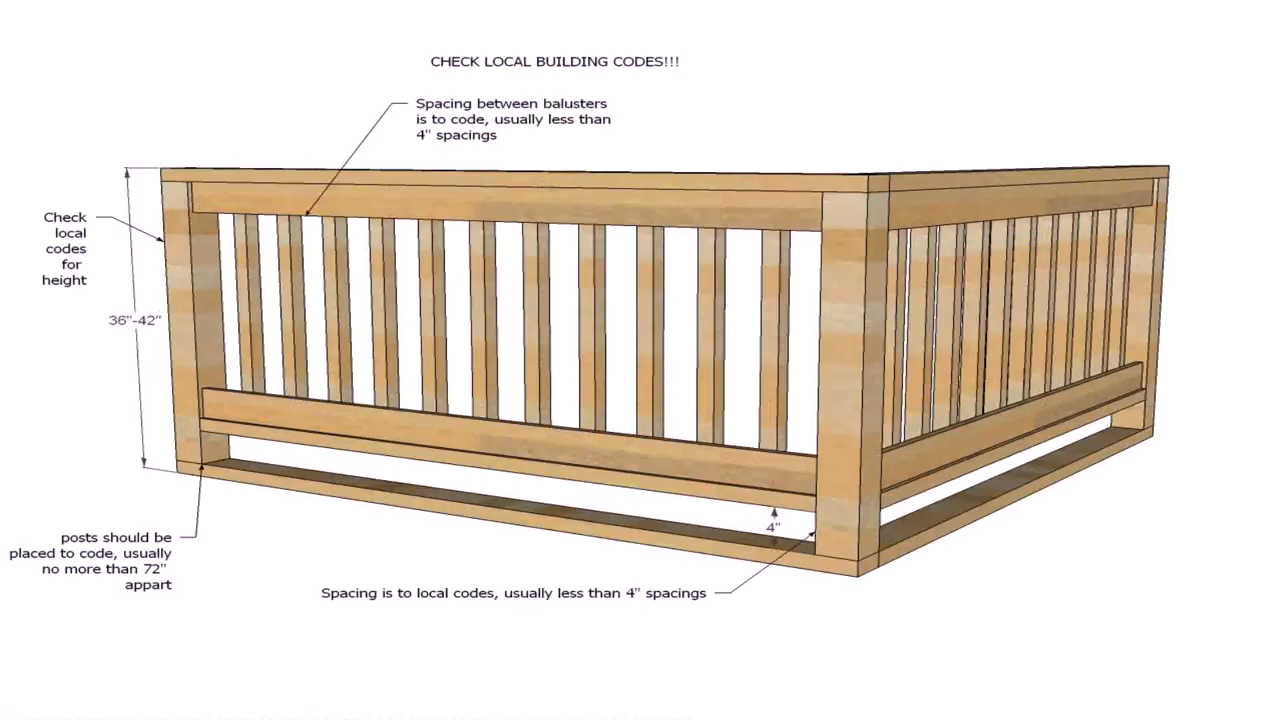 CHECK LOCAL BUILDING CODES!!!
Spacing between balusters
is to code, usually less than
4" spacings
Check
local
codes
for
height
36"-42"
4"
posts should be
placed to code, usually
no more than 72"
appart
Spacing is to local codes, usually less than 4" spacings